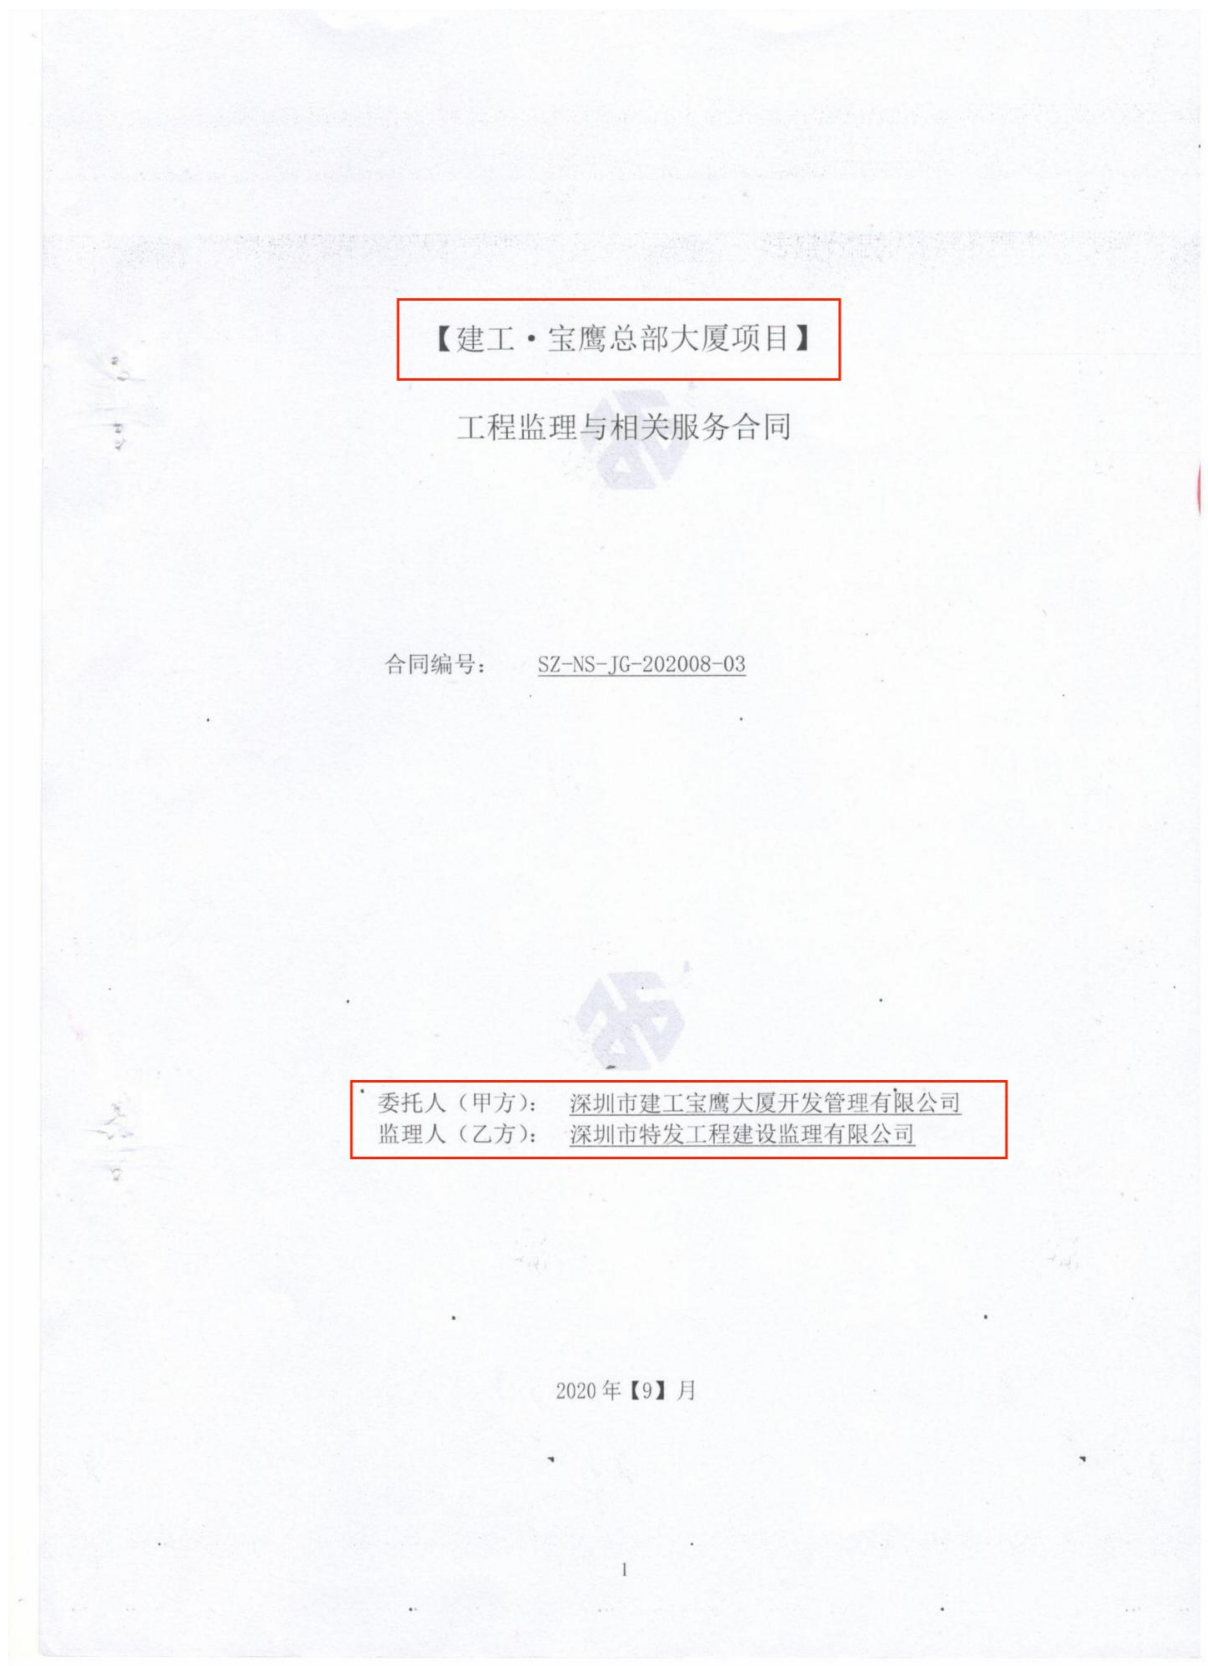 【建工·宝鹰总部大厦项目】
工程监理与相关服务合同
合同编号： SZ-NS-JG-202008-03
委托人（甲方）： 深圳市建工宝鹰大厦开发管理有限公司
监理人（乙方）： 深圳市特发工程建设监理有限公司
2020年【9】月
1